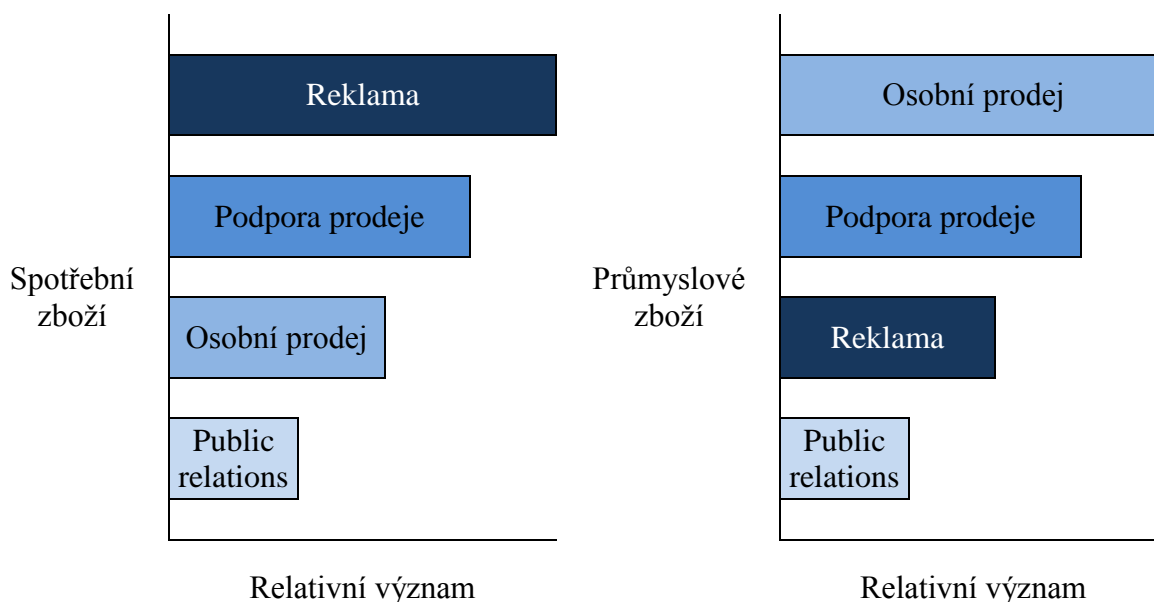 Reklama
Podpora prodeje
Spotřební
zboží
Osobní prodej
Public
relations
Relativní význam
Osobní prodej
Podpora prodeje
Průmyslové
zboží
Reklama
Public
relations
Relativní význam